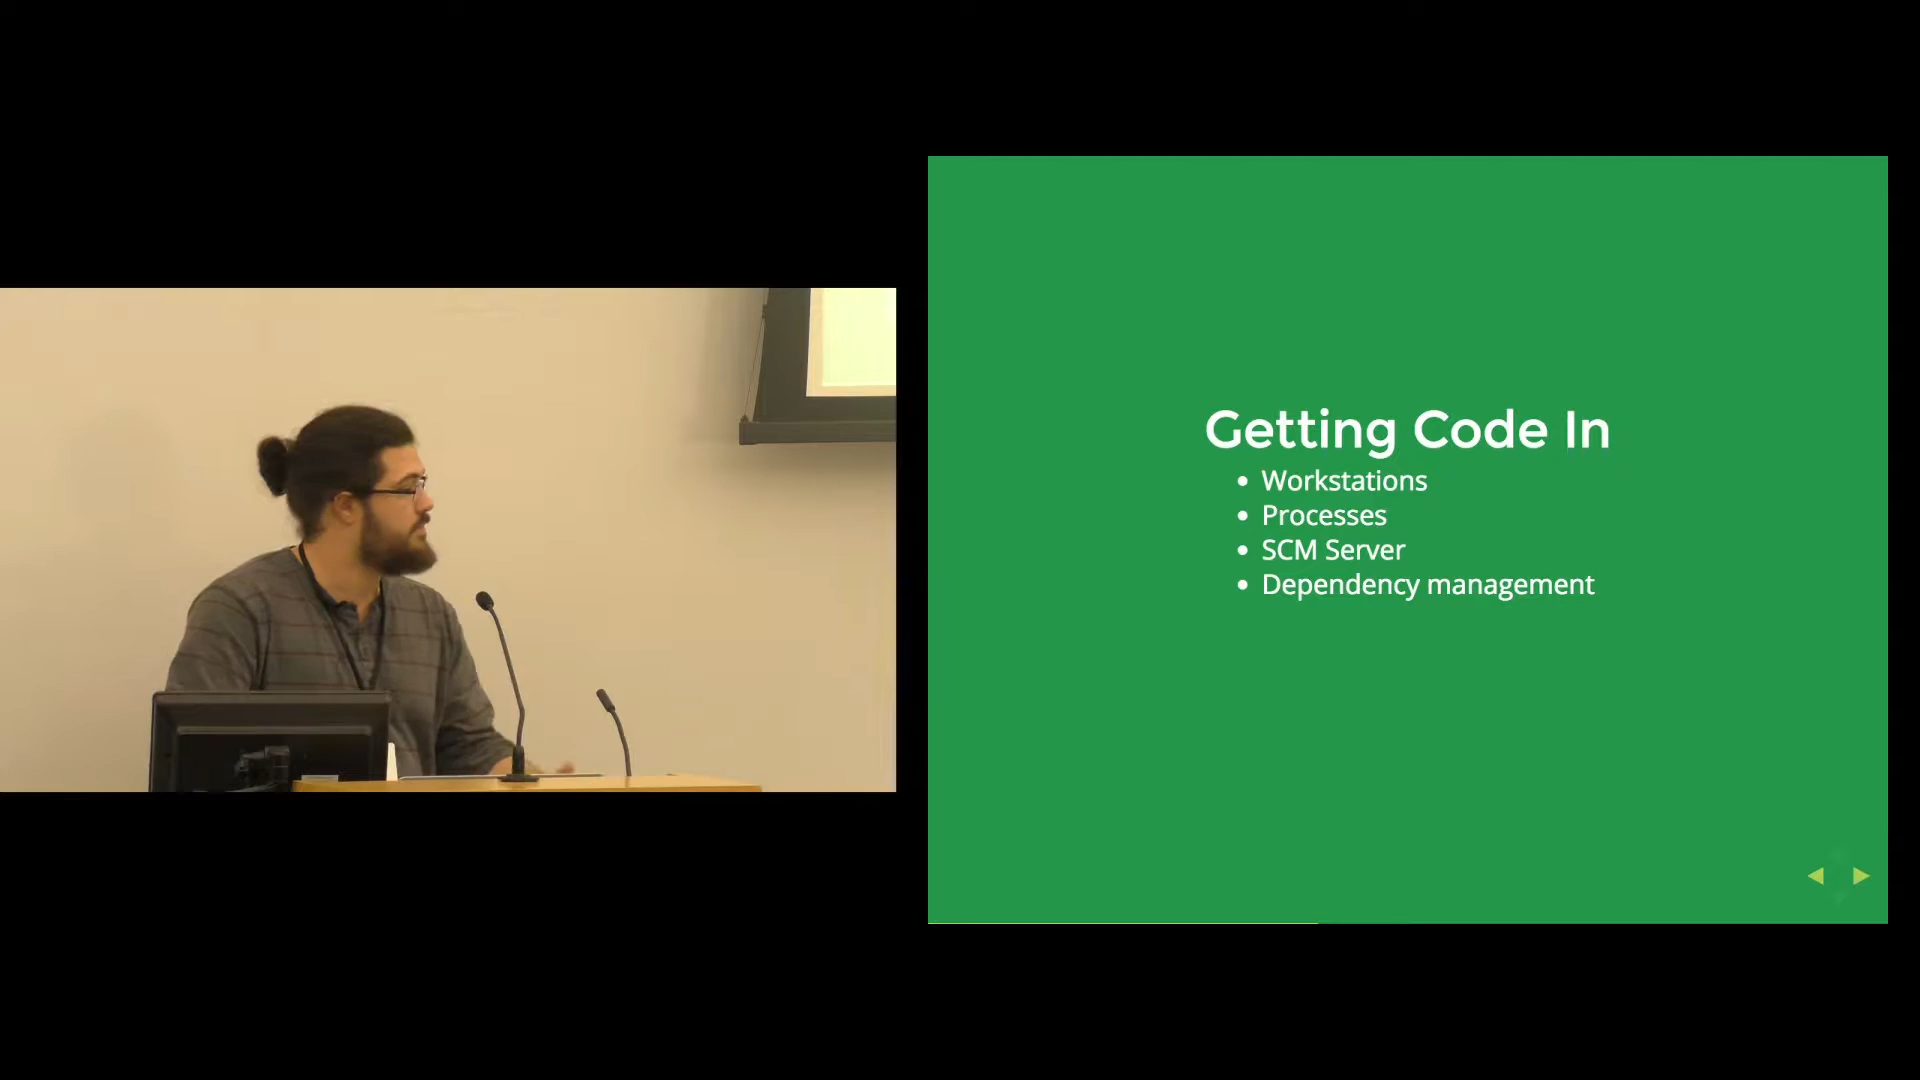 Getting Code In
Workstations
Processes
SCM Server
Dependency management